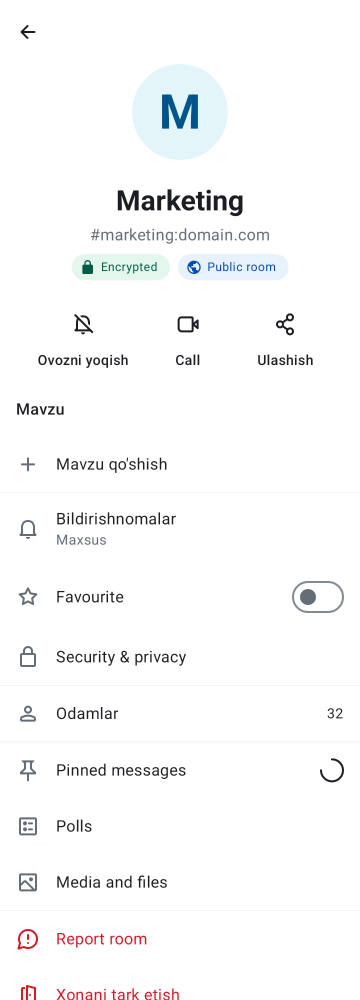 M
Marketing
#marketing:domain.com
Encrypted
Public room
Ovozni yoqish
Call
Ulashish
Mavzu
Mavzu qo'shish
Bildirishnomalar
Maxsus
Favourite
Security & privacy
Odamlar
32
Pinned messages
Polls
Media and files
Report room
Xonani tark etish